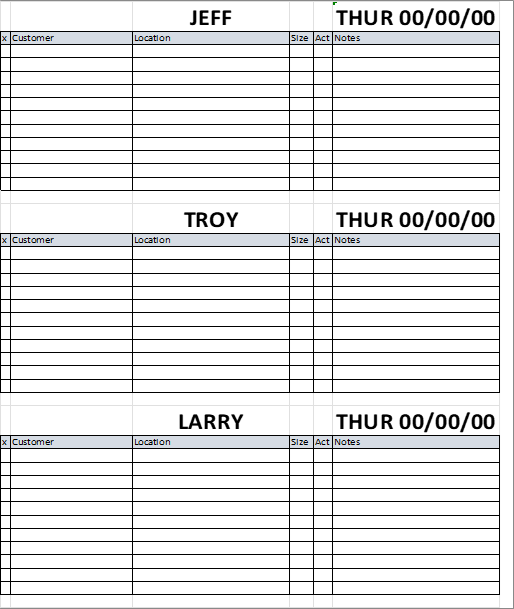 JEFF THUR 00/00/00
x Customer Location Size Act Notes
TROY THUR 00/00/00
x Customer Location Size Act Notes
LARRY THUR 00/00/00
x Customer Location Size Act Notes